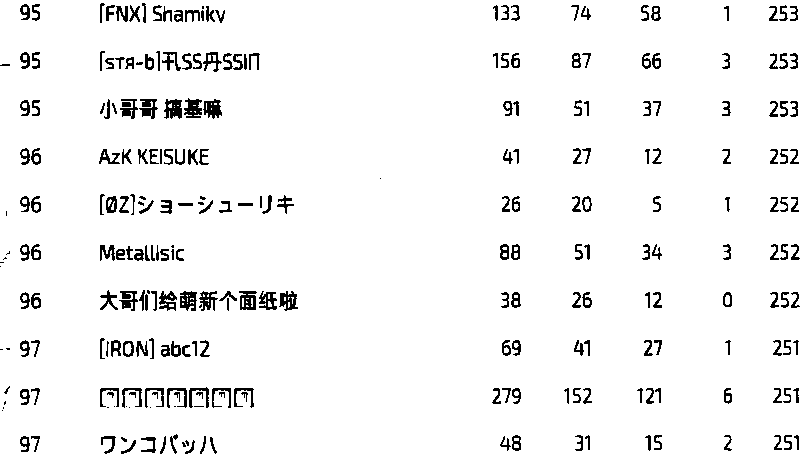 95 [FNX] Shamikv 133 74 58 1 253
95 [sтя-b]卂SS丹SSIП 156 87 66 3 253
95 小哥哥 搞基嘛 91 51 37 3 253
96 AzK KEISUKE 41 27 12 2 252
96 [ØZ]ショーシューリキ 26 20 5 1 252
96 Metallisic 88 51 34 3 252
96 大哥们给萌新个面纸啦 38 26 12 0 252
97 [IRON] abc12 69 41 27 1 251
97 279 152 121 6 251
97 ワンコバッハ 48 31 15 2 251